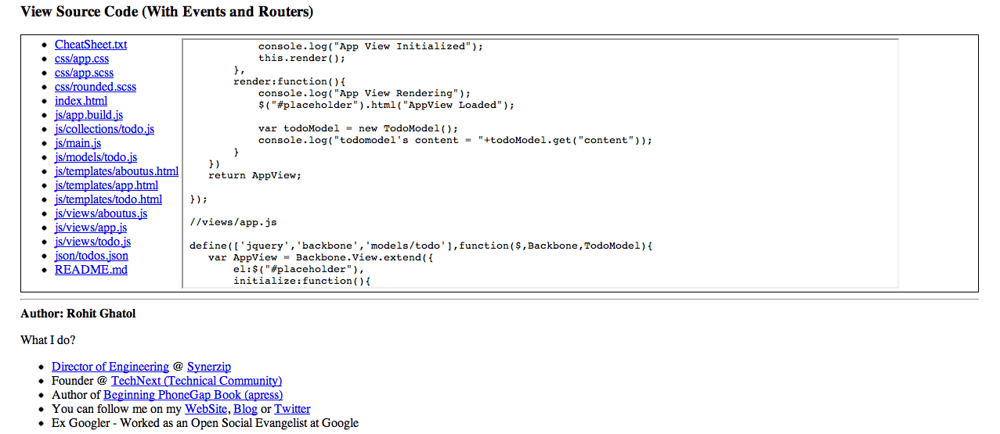 View Source Code (With Events and Routers)
CheatSheet.txt
css/app.css
css/app.scss
css/rounded.scss
index.html
js/app.build.js
js/collections/todo.js
js/main.js
js/models/todo.js
js/templates/aboutus.html
js/templates/app.html
js/templates/todo.html
js/views/aboutus.js
js/views/app.js
js/views/todo.js
json/todos.json
README.md
console.log("App View Initialized");
this.render();
},
render:function(){
console.log("App View Rendering");
$("#placeholder").html("AppView Loaded");
var todoModel = new TodoModel();
console.log("todomodel's content = "+todoModel.get("content"));
}
})
return AppView;
});
//views/app.js
define(['jquery','backbone','models/todo'],function($,Backbone,TodoModel){
var AppView = Backbone.View.extend({
el:$("#placeholder"),
initialize:function(){
Author: Rohit Ghatol
What I do?
Director of Engineering @ Synerzip
Founder @ TechNext (Technical Community)
Author of Beginning PhoneGap Book (apress)
You can follow me on my WebSite, Blog or Twitter
Ex Googler - Worked as an Open Social Evangelist at Google